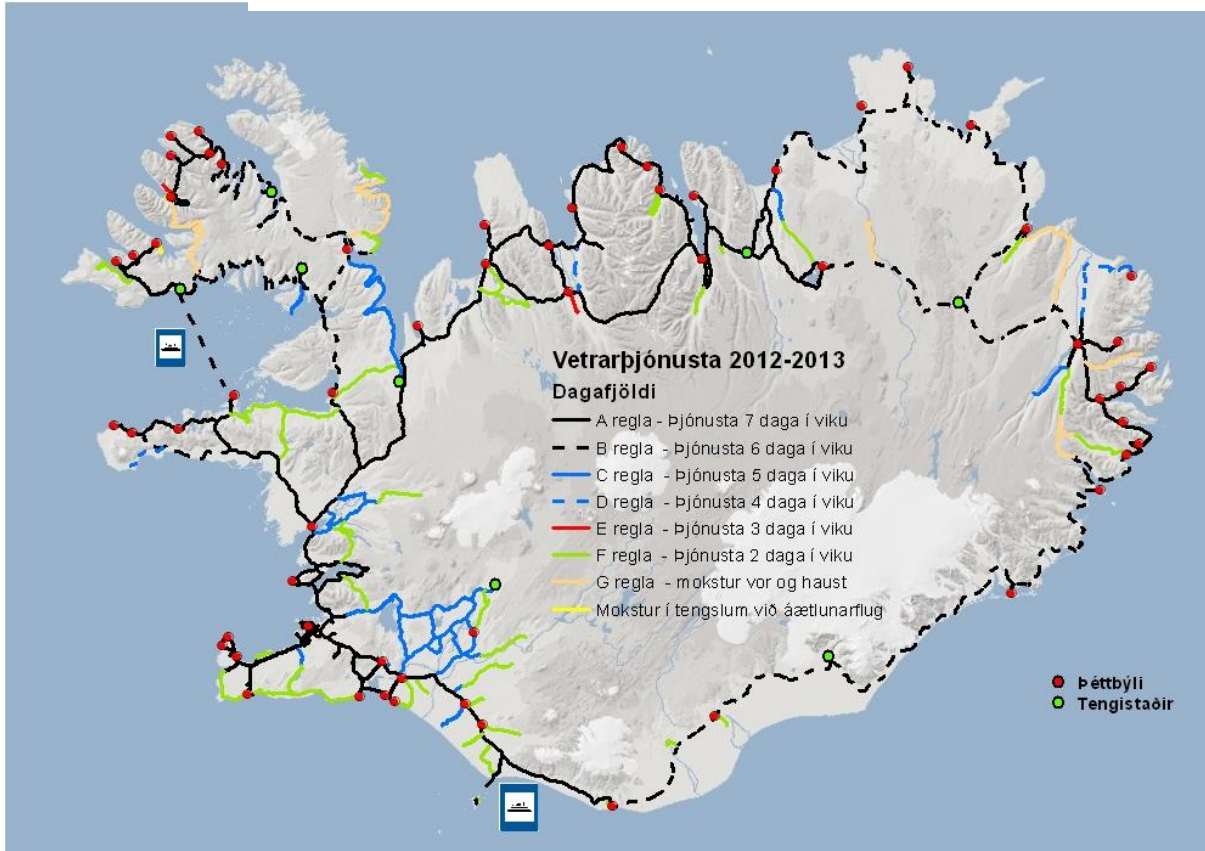 Vetrarþjónusta 2012-2013
Dagafjöldi
A regla - Þjónusta 7 daga í viku
B regla - Þjónusta 6 daga í viku
C regla - Þjónusta 5 daga í viku
D regla - Þjónusta 4 daga í viku
E regla - Þjónusta 3 daga í viku
F regla - Þjónusta 2 daga í viku
G regla - mokstur vor og haust
Mokstur í tengslum við áætlunarflug
Þéttbýli
Tengistaðir